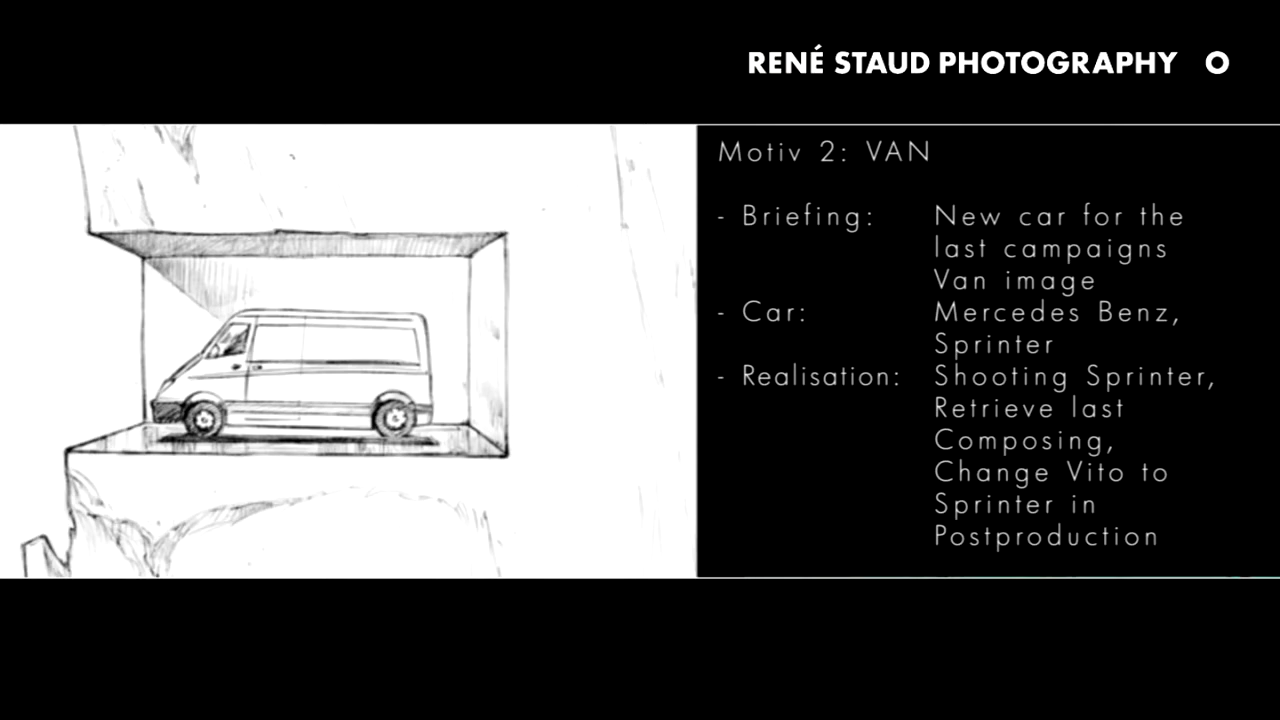 RENÉ STAUD PHOTOGRAPHY O
Motiv 2: VAN
- Briefing: New car for the
last campaigns
Van image
- Car: Mercedes Benz,
Sprinter
- Realisation: Shooting Sprinter,
Retrieve last
Composing,
Change Vito to
Sprinter in
Postproduction